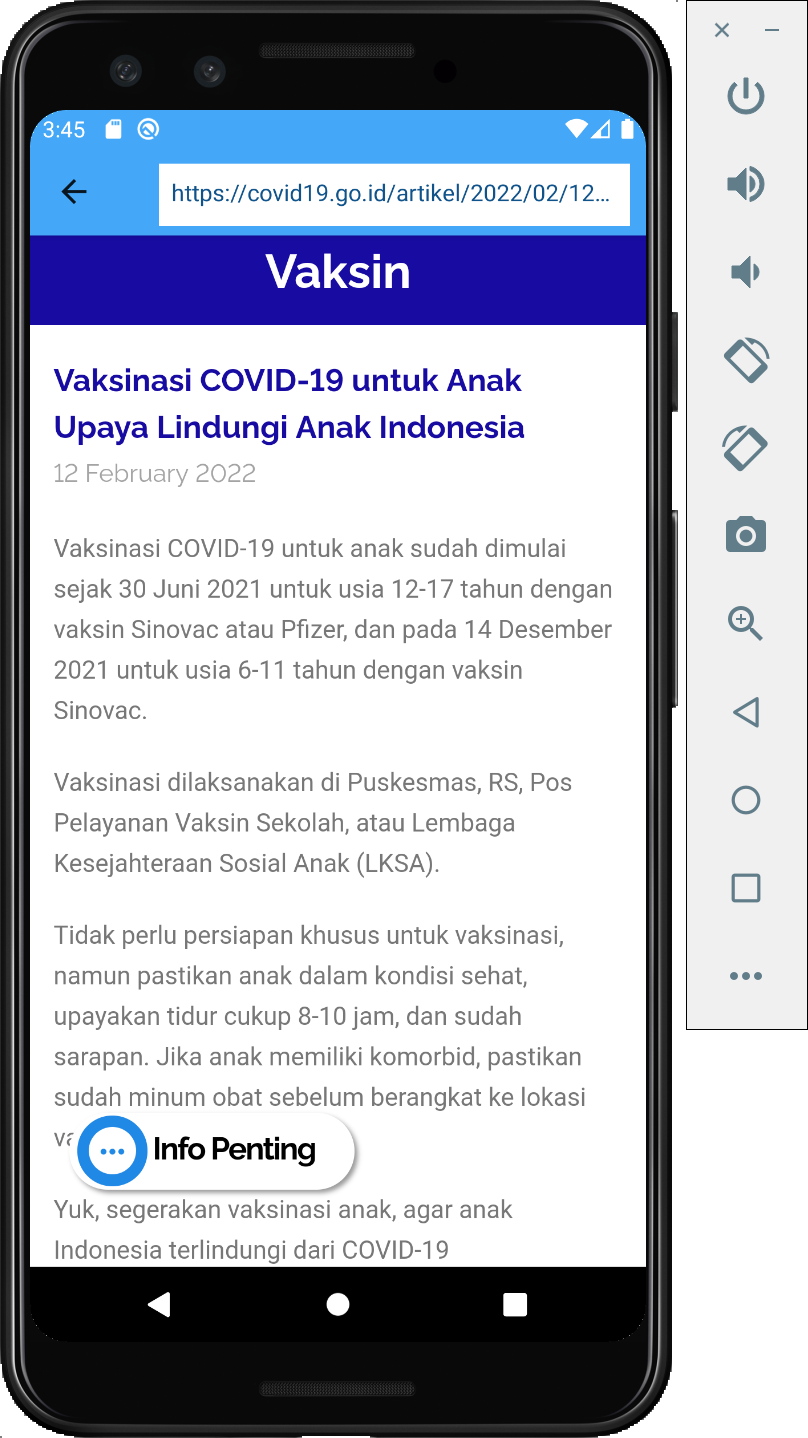 3:45
https://covid19.go.id/artikel/2022/02/12...
Vaksin
Vaksinasi COVID-19 untuk Anak
Upaya Lindungi Anak Indonesia
12 February 2022
Vaksinasi COVID-19 untuk anak sudah dimulai
sejak 30 Juni 2021 untuk usia 12-17 tahun dengan
vaksin Sinovac atau Pfizer, dan pada 14 Desember
2021 untuk usia 6-11 tahun dengan vaksin
Sinovac.
Vaksinasi dilaksanakan di Puskesmas, RS, Pos
Pelayanan Vaksin Sekolah, atau Lembaga
Kesejahteraan Sosial Anak (LKSA).
Tidak perlu persiapan khusus untuk vaksinasi,
namun pastikan anak dalam kondisi sehat,
upayakan tidur cukup 8-10 jam, dan sudah
sarapan. Jika anak memiliki komorbid, pastikan
sudah minum obat sebelum berangkat ke lokasi
Info Penting
Yuk, segerakan vaksinasi anak, agar anak
Indonesia terlindungi dari COVID-19